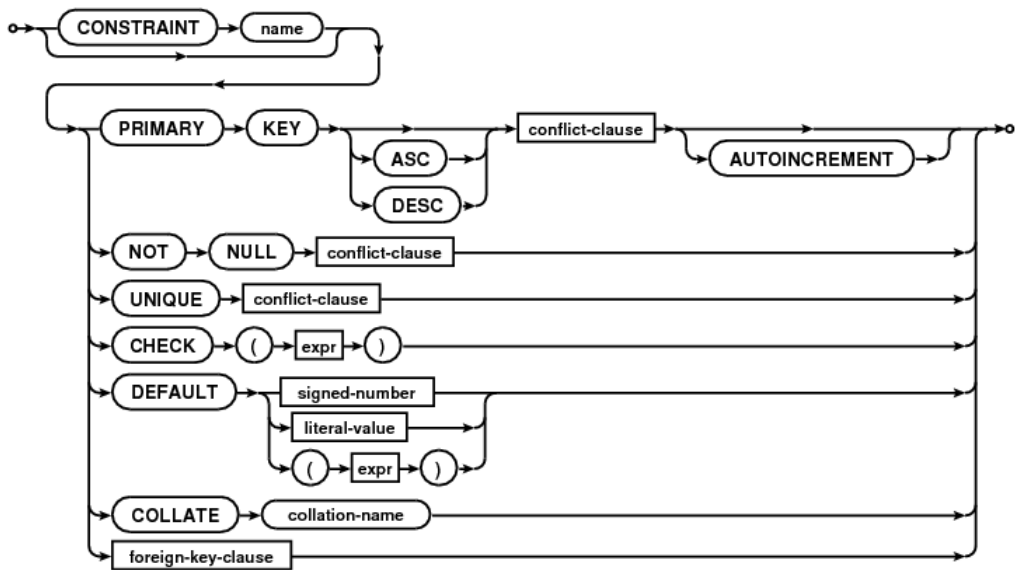 CONSTRAINT name
PRIMARY KEY conflict-clause
ASC AUTOINCREMENT
DESC
NOT NULL conflict-clause
UNIQUE conflict-clause
CHECK ( expr )
DEFAULT signed-number
literal-value
( expr )
COLLATE collation-name
foreign-key-clause